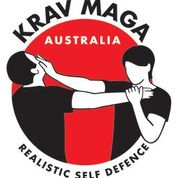 KRAV MAGA
AUSTRALIA
REALISTIC SELF DEFENCE